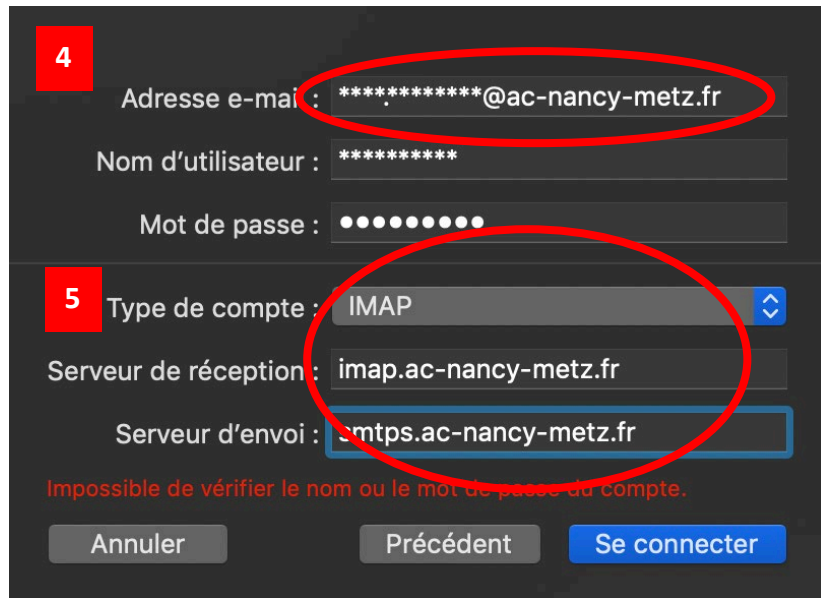 4
Adresse e-mail : ****.*******@ac-nancy-metz.fr
Nom d’utilisateur : **********
Mot de passe : ●●●●●●●●●
5
Type de compte : IMAP
Serveur de réception : imap.ac-nancy-metz.fr
Serveur d’envoi : smtps.ac-nancy-metz.fr
Impossible de vérifier le nom ou le mot de passe du compte.
Annuler Précédent Se connecter